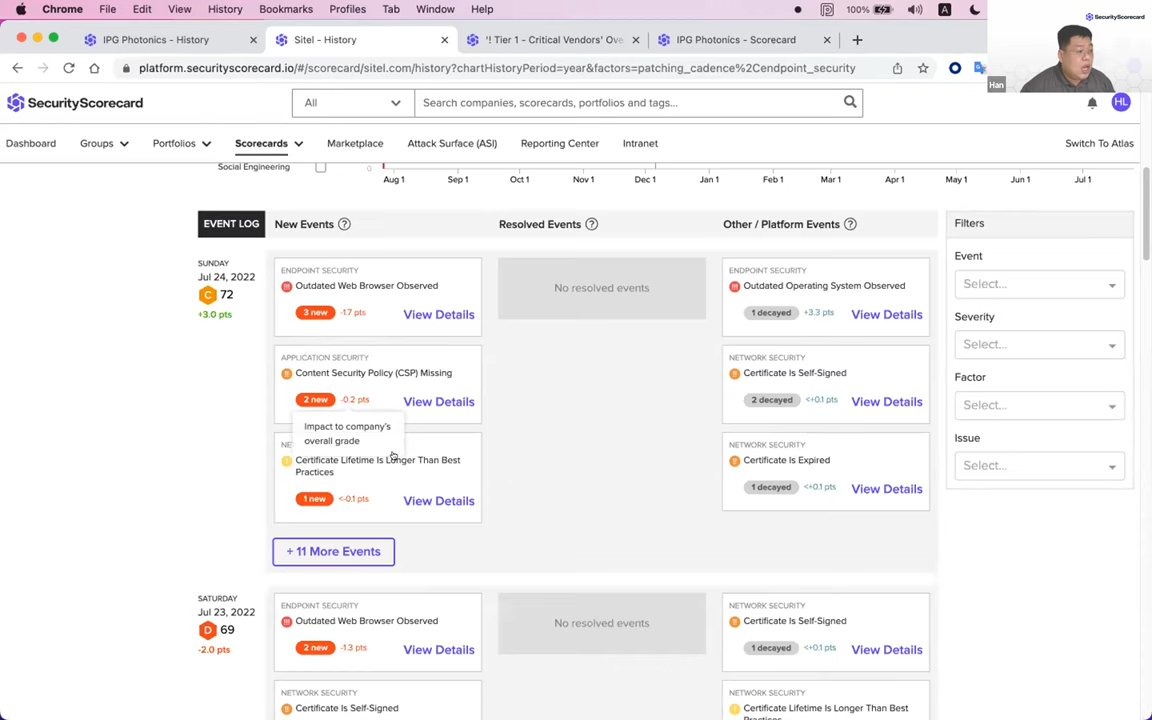 Chrome File Edit View History Bookmarks Profiles Tab Window Help 100% A
IPG Photonics - History
Sitel - History
'! Tier 1 - Critical Vendors' Ove
IPG Photonics - Scorecard
SecurityScorecard
platform.securityscorecard.io/#/scorecard/sitel.com/history?chartHistoryPeriod=year&factors=patching_cadence%2Cendpoint_security
Han
SecurityScorecard
All
Search companies, scorecards, portfolios and tags...
HL
Dashboard Groups Portfolios Scorecards Marketplace Attack Surface (ASI) Reporting Center Intranet Switch To Atlas
Social Engineering
0
Aug 1 Sep 1 Oct 1 Nov 1 Dec 1 Jan 1 Feb 1 Mar 1 Apr 1 May 1 Jun 1 Jul 1
EVENT LOG New Events ? Resolved Events ? Other / Platform Events ?
SUNDAY
Jul 24, 2022
C 72
+3.0 pts
ENDPOINT SECURITY
Outdated Web Browser Observed
3 new -1.7 pts View Details
No resolved events
ENDPOINT SECURITY
Outdated Operating System Observed
1 decayed +3.3 pts View Details
APPLICATION SECURITY
Content Security Policy (CSP) Missing
2 new -0.2 pts View Details
Impact to company's
overall grade
NETWORK SECURITY
Certificate Is Self-Signed
2 decayed <+0.1 pts View Details
NE
Certificate Lifetime Is Longer Than Best
Practices
1 new <-0.1 pts View Details
NETWORK SECURITY
Certificate Is Expired
1 decayed <+0.1 pts View Details
+ 11 More Events
Filters
Event
Select...
Severity
Select...
Factor
Select...
Issue
Select...
SATURDAY
Jul 23, 2022
D 69
-2.0 pts
ENDPOINT SECURITY
Outdated Web Browser Observed
2 new -1.3 pts View Details
No resolved events
NETWORK SECURITY
Certificate Is Self-Signed
1 decayed <+0.1 pts View Details
NETWORK SECURITY
Certificate Is Self-Signed
NETWORK SECURITY
Certificate Lifetime Is Longer Than Best
Practices